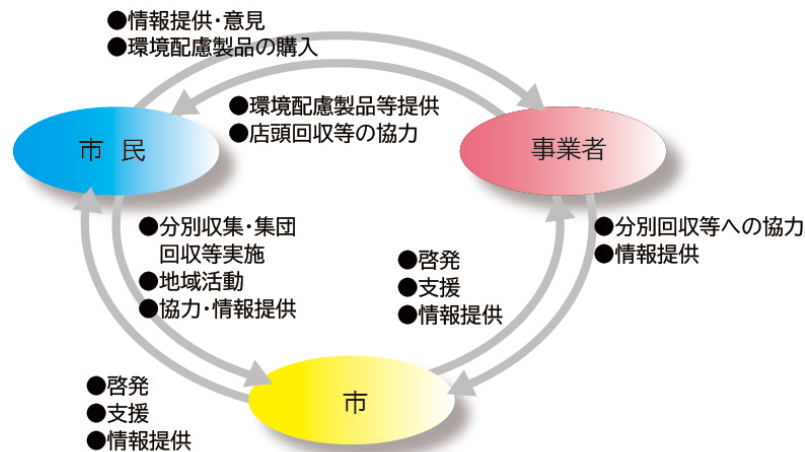 ●情報提供・意見
●環境配慮製品の購入
●環境配慮製品等提供
●店頭回収等の協力
市 民
事業者
●分別収集・集団
回収等実施
●地域活動
●協力・情報提供
●分別回収等への協力
●情報提供
●啓発
●支援
●情報提供
市
●啓発
●支援
●情報提供